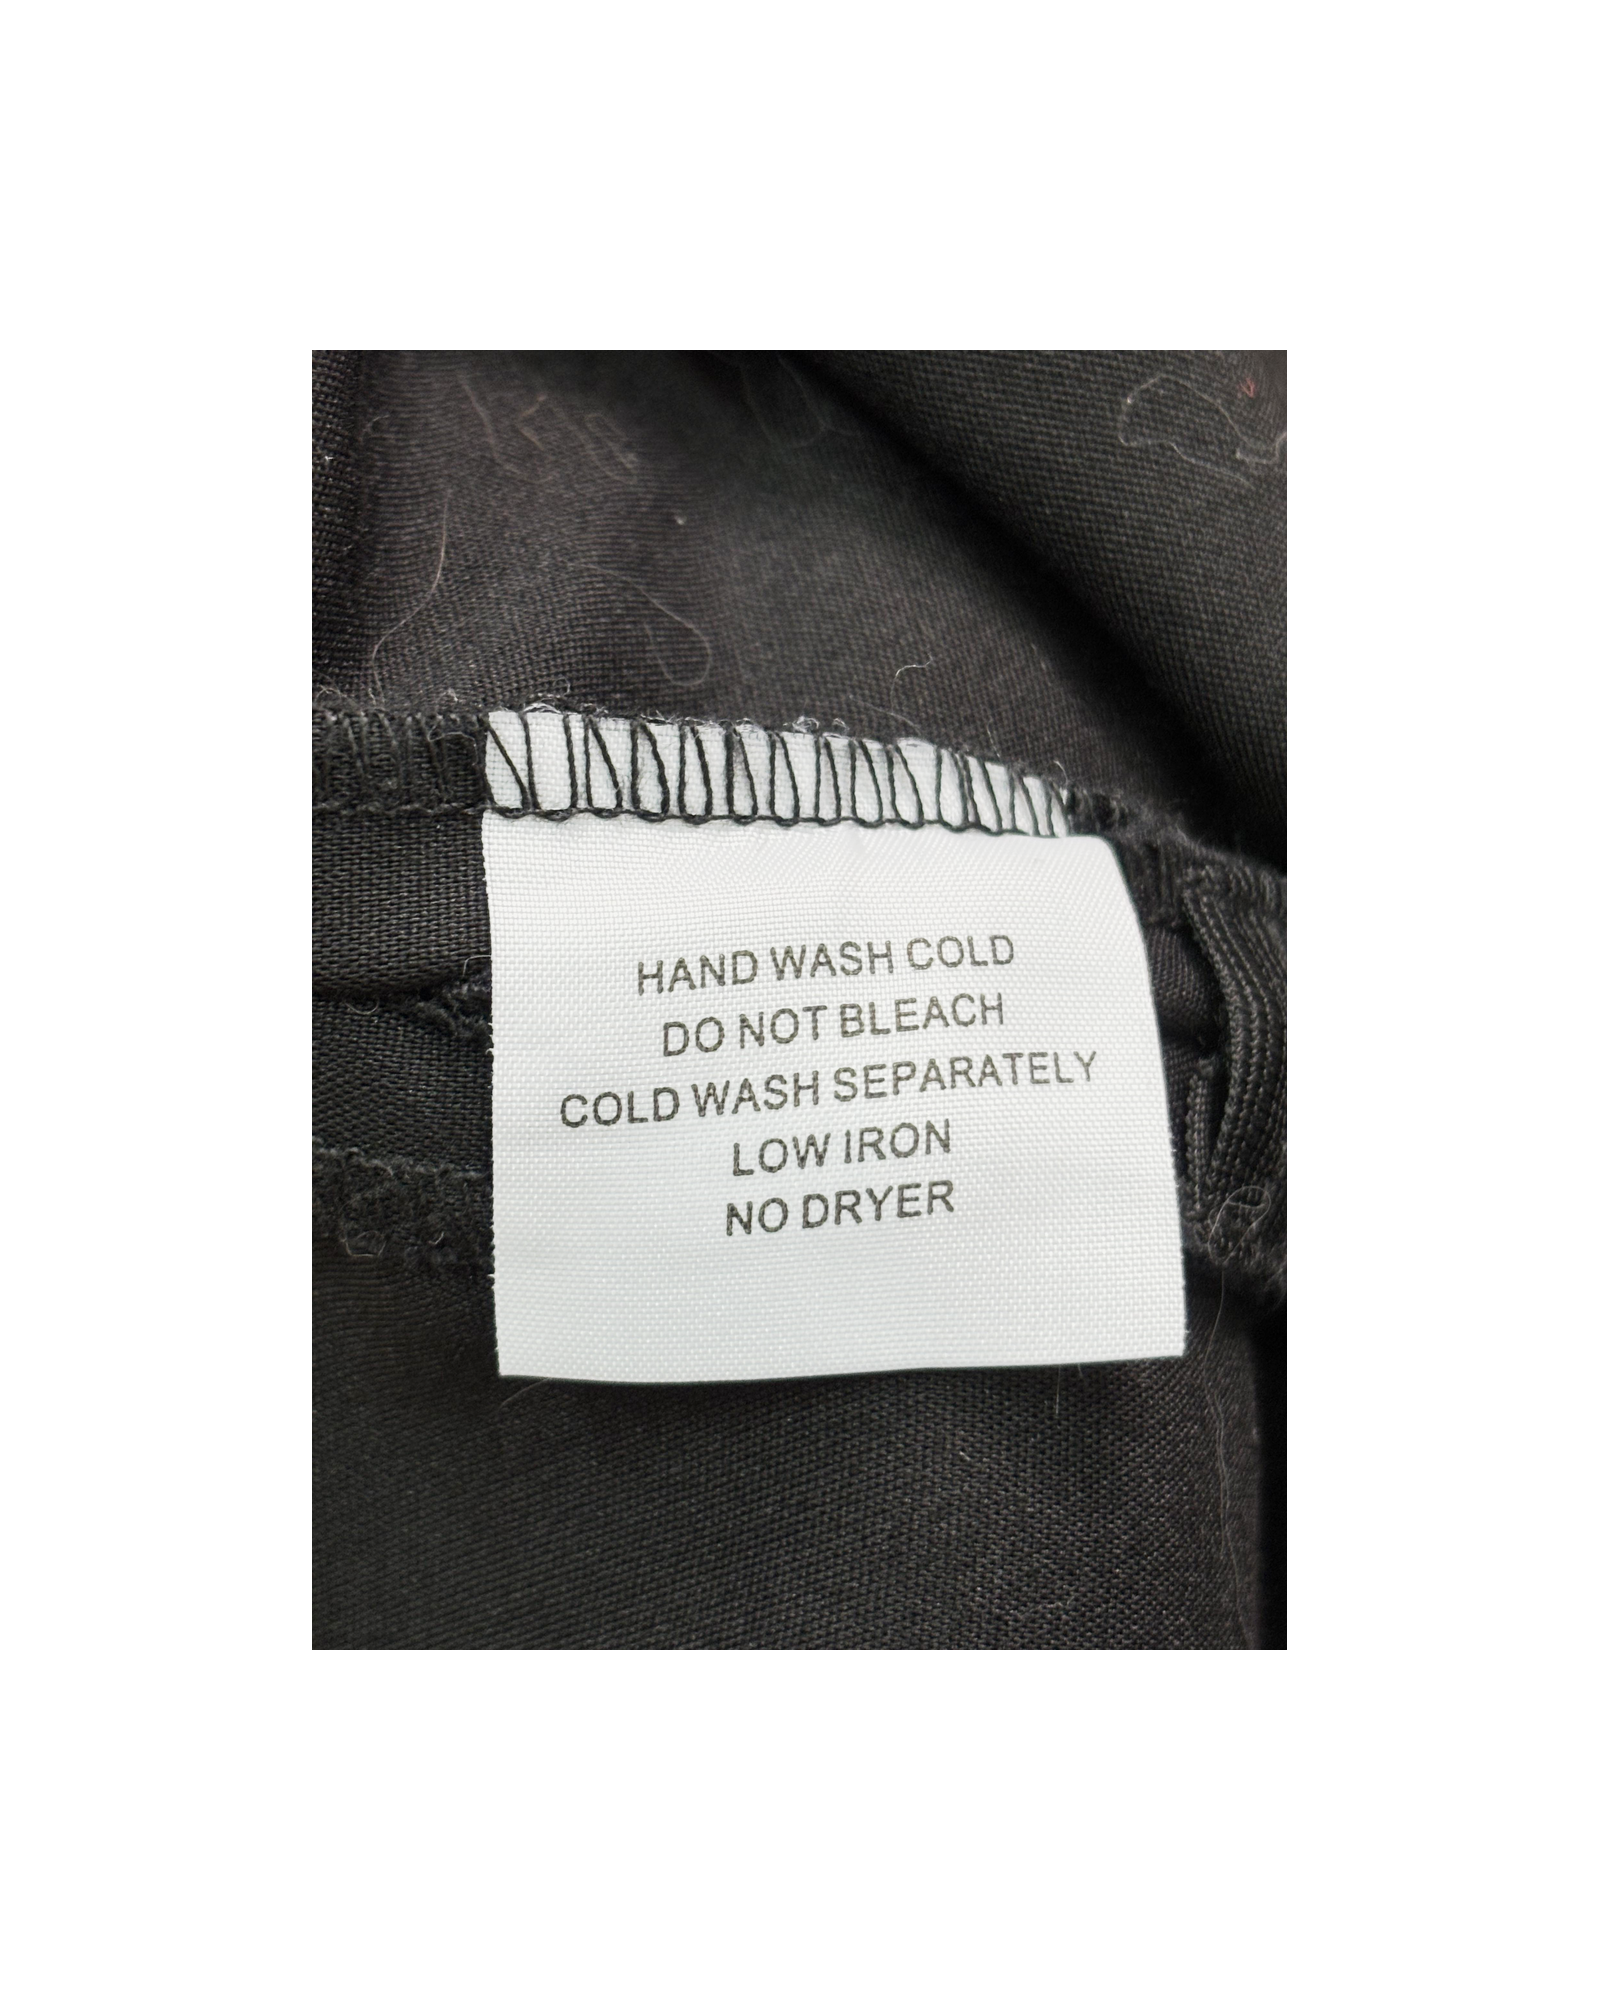 HAND WASH COLD
DO NOT BLEACH
COLD WASH SEPARATELY
LOW IRON
NO DRYER